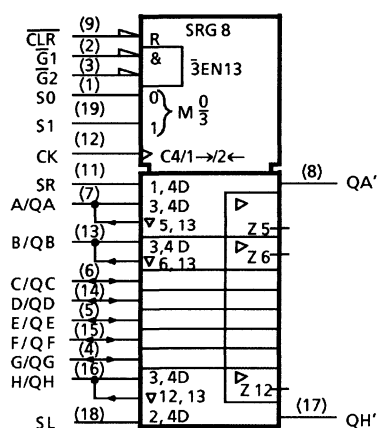 (9)
CLR
R
SRG 8
(2)
G1
&
3EN13
(3)
G2
(1)
S0
0
M 0/3
(19)
S1
1
(12)
CK
C4/1→/2←
(11)
SR
1, 4D
(8)
QA'
(7)
A/QA
3, 4D
5, 13
Z 5
(13)
B/QB
3,4D
6, 13
Z 6
(6)
C/QC
(14)
D/QD
(5)
E/QE
(15)
F/QF
(4)
G/QG
(16)
H/QH
3, 4D
12, 13
Z 12
(18)
SL
2, 4D
(17)
QH'